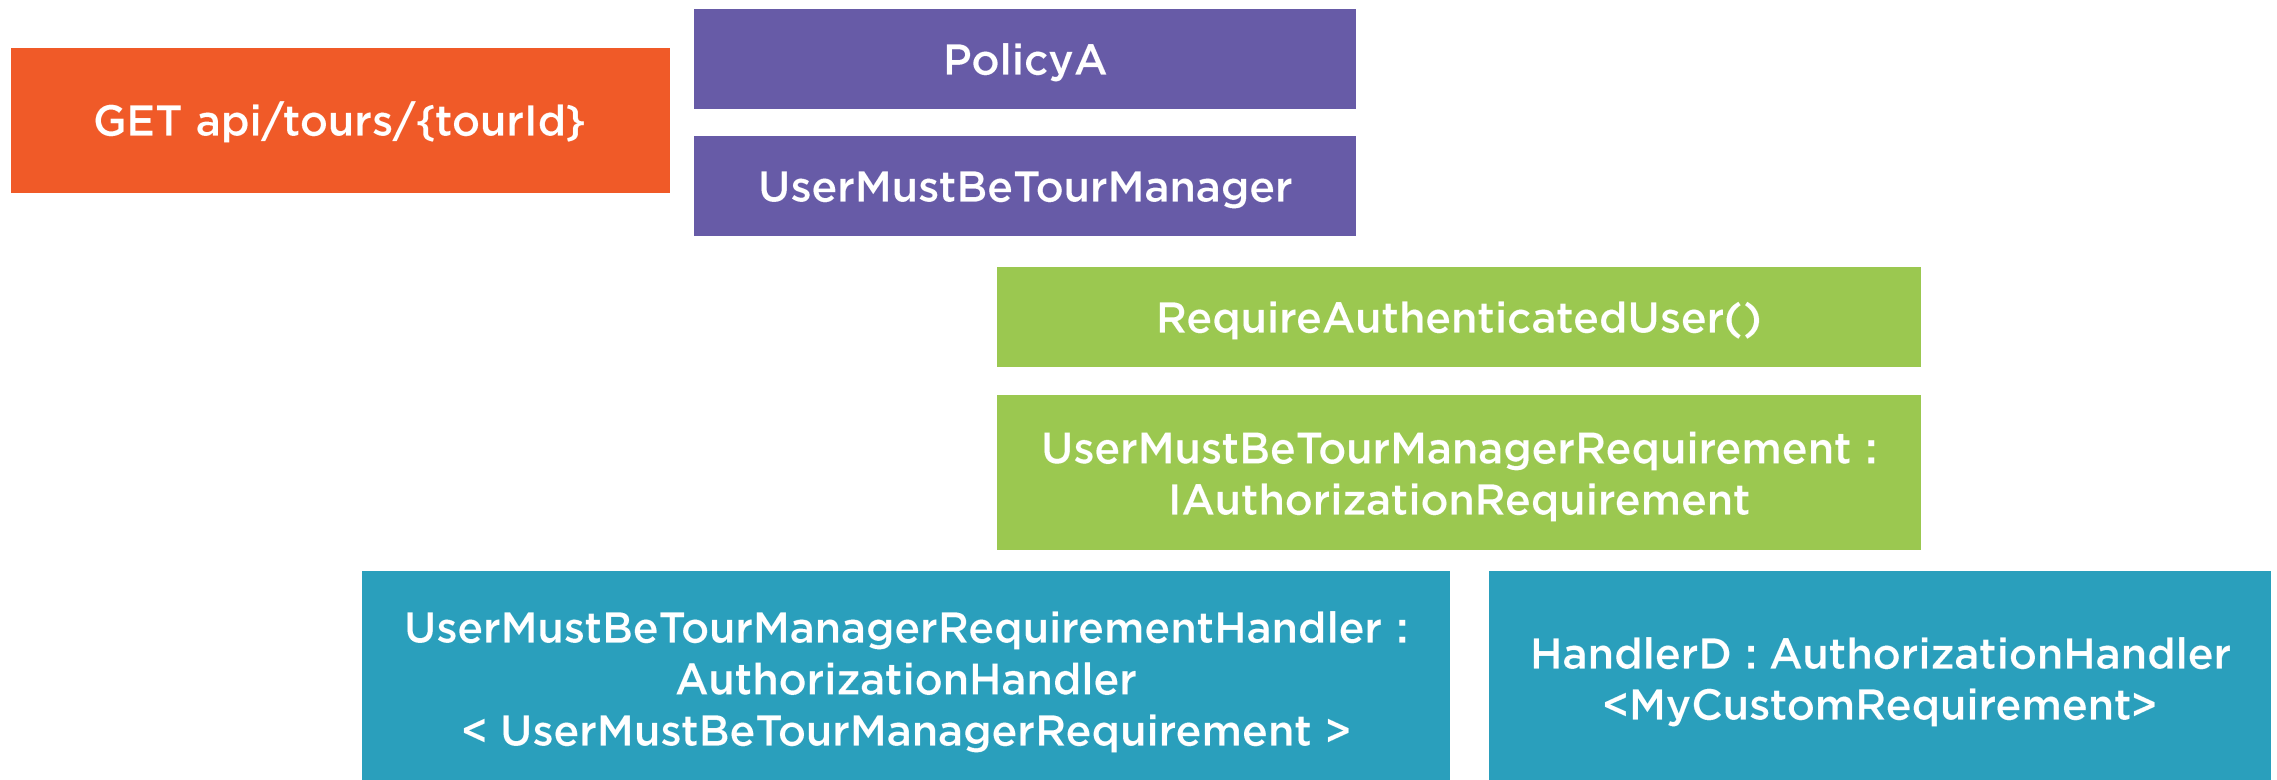 GET api/tours/{tourId}
PolicyA
UserMustBeTourManager
RequireAuthenticatedUser()
UserMustBeTourManagerRequirement :
IAuthorizationRequirement
UserMustBeTourManagerRequirementHandler :
AuthorizationHandler
< UserMustBeTourManagerRequirement >
HandlerD : AuthorizationHandler
<MyCustomRequirement>